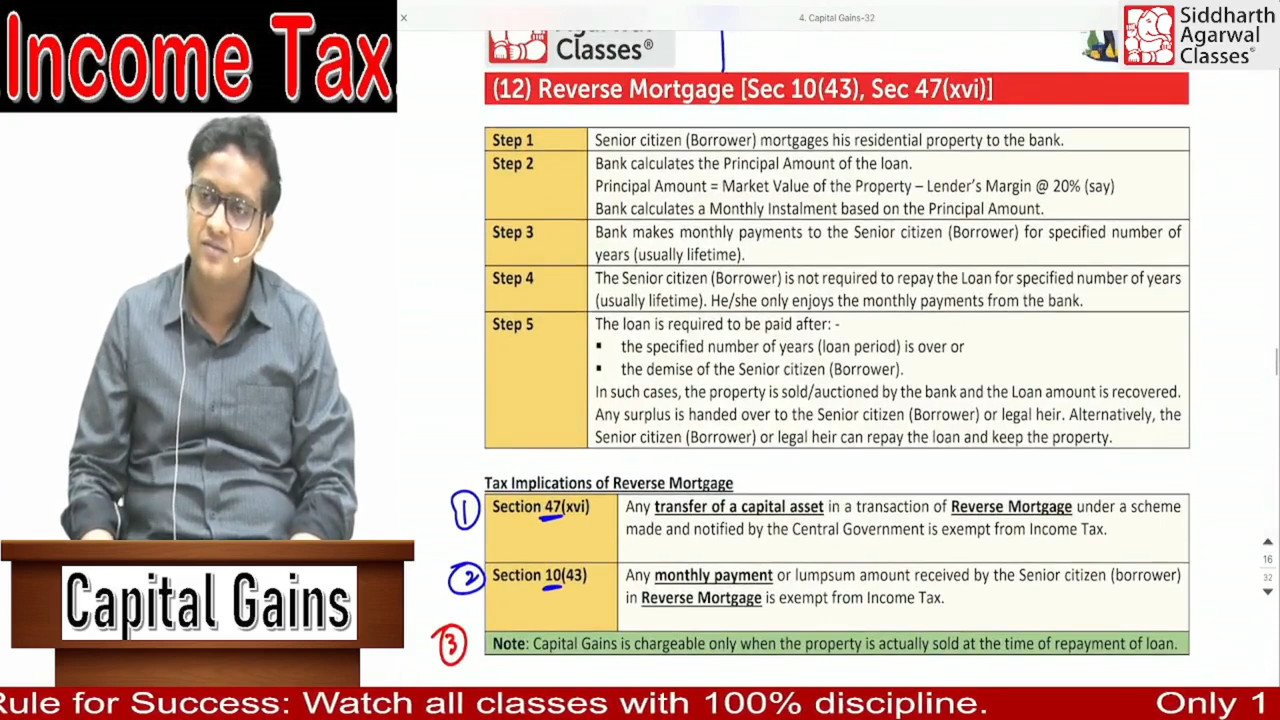 Income Tax
×
4. Capital Gains-32
Siddharth
Agarwal
Classes®
Classes®
(12) Reverse Mortgage [Sec 10(43), Sec 47(xvi)]
Step 1 Senior citizen (Borrower) mortgages his residential property to the bank.
Step 2 Bank calculates the Principal Amount of the loan.
Principal Amount = Market Value of the Property – Lender's Margin @ 20% (say)
Bank calculates a Monthly Instalment based on the Principal Amount.
Step 3 Bank makes monthly payments to the Senior citizen (Borrower) for specified number of
years (usually lifetime).
Step 4 The Senior citizen (Borrower) is not required to repay the Loan for specified number of years
(usually lifetime). He/she only enjoys the monthly payments from the bank.
Step 5 The loan is required to be paid after: -
▪ the specified number of years (loan period) is over or
▪ the demise of the Senior citizen (Borrower).
In such cases, the property is sold/auctioned by the bank and the Loan amount is recovered.
Any surplus is handed over to the Senior citizen (Borrower) or legal heir. Alternatively, the
Senior citizen (Borrower) or legal heir can repay the loan and keep the property.
Tax Implications of Reverse Mortgage
1 Section 47(xvi) Any transfer of a capital asset in a transaction of Reverse Mortgage under a scheme
made and notified by the Central Government is exempt from Income Tax.
2 Section 10(43) Any monthly payment or lumpsum amount received by the Senior citizen (borrower)
in Reverse Mortgage is exempt from Income Tax.
3 Note: Capital Gains is chargeable only when the property is actually sold at the time of repayment of loan.
16
32
Capital Gains
Rule for Success: Watch all classes with 100% discipline. Only 1